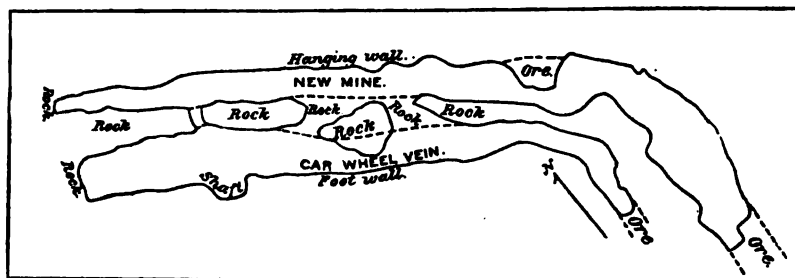 Hanging wall.
Ore.
NEW MINE.
Rock
Rock
Rock
Rock
Rock
Rock
Rock
Rock
CAR WHEEL VEIN.
Foot wall
Rock
Shaft
N
Ore
Ore.